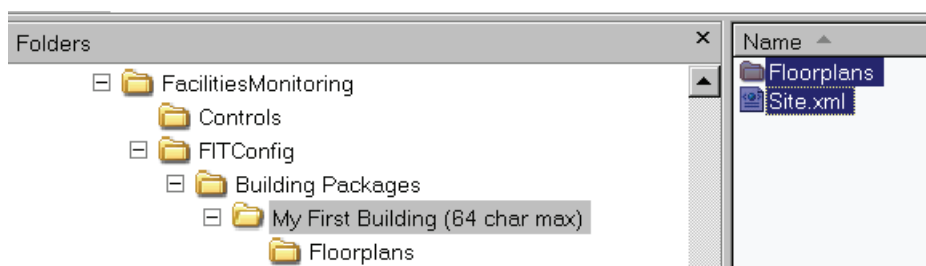 Folders
×
FacilitiesMonitoring
Controls
FITConfig
Building Packages
My First Building (64 char max)
Floorplans
Name
Floorplans
Site.xml